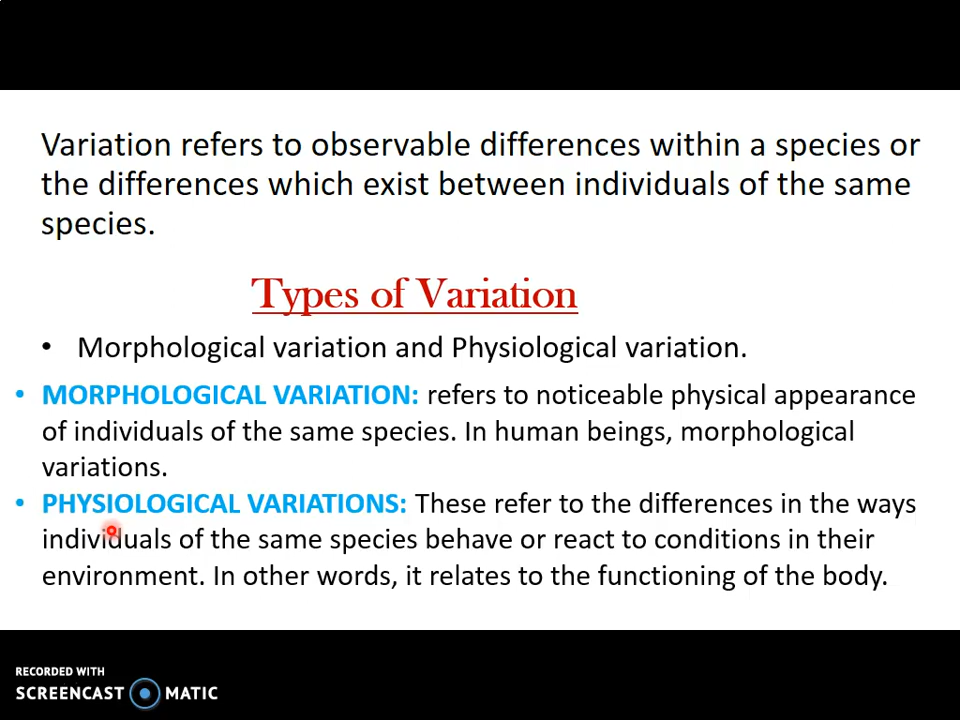 Variation refers to observable differences within a species or
the differences which exist between individuals of the same
species.
Types of Variation
• Morphological variation and Physiological variation.
• MORPHOLOGICAL VARIATION: refers to noticeable physical appearance
of individuals of the same species. In human beings, morphological
variations.
• PHYSIOLOGICAL VARIATIONS: These refer to the differences in the ways
individuals of the same species behave or react to conditions in their
environment. In other words, it relates to the functioning of the body.
RECORDED WITH
SCREENCAST MATIC